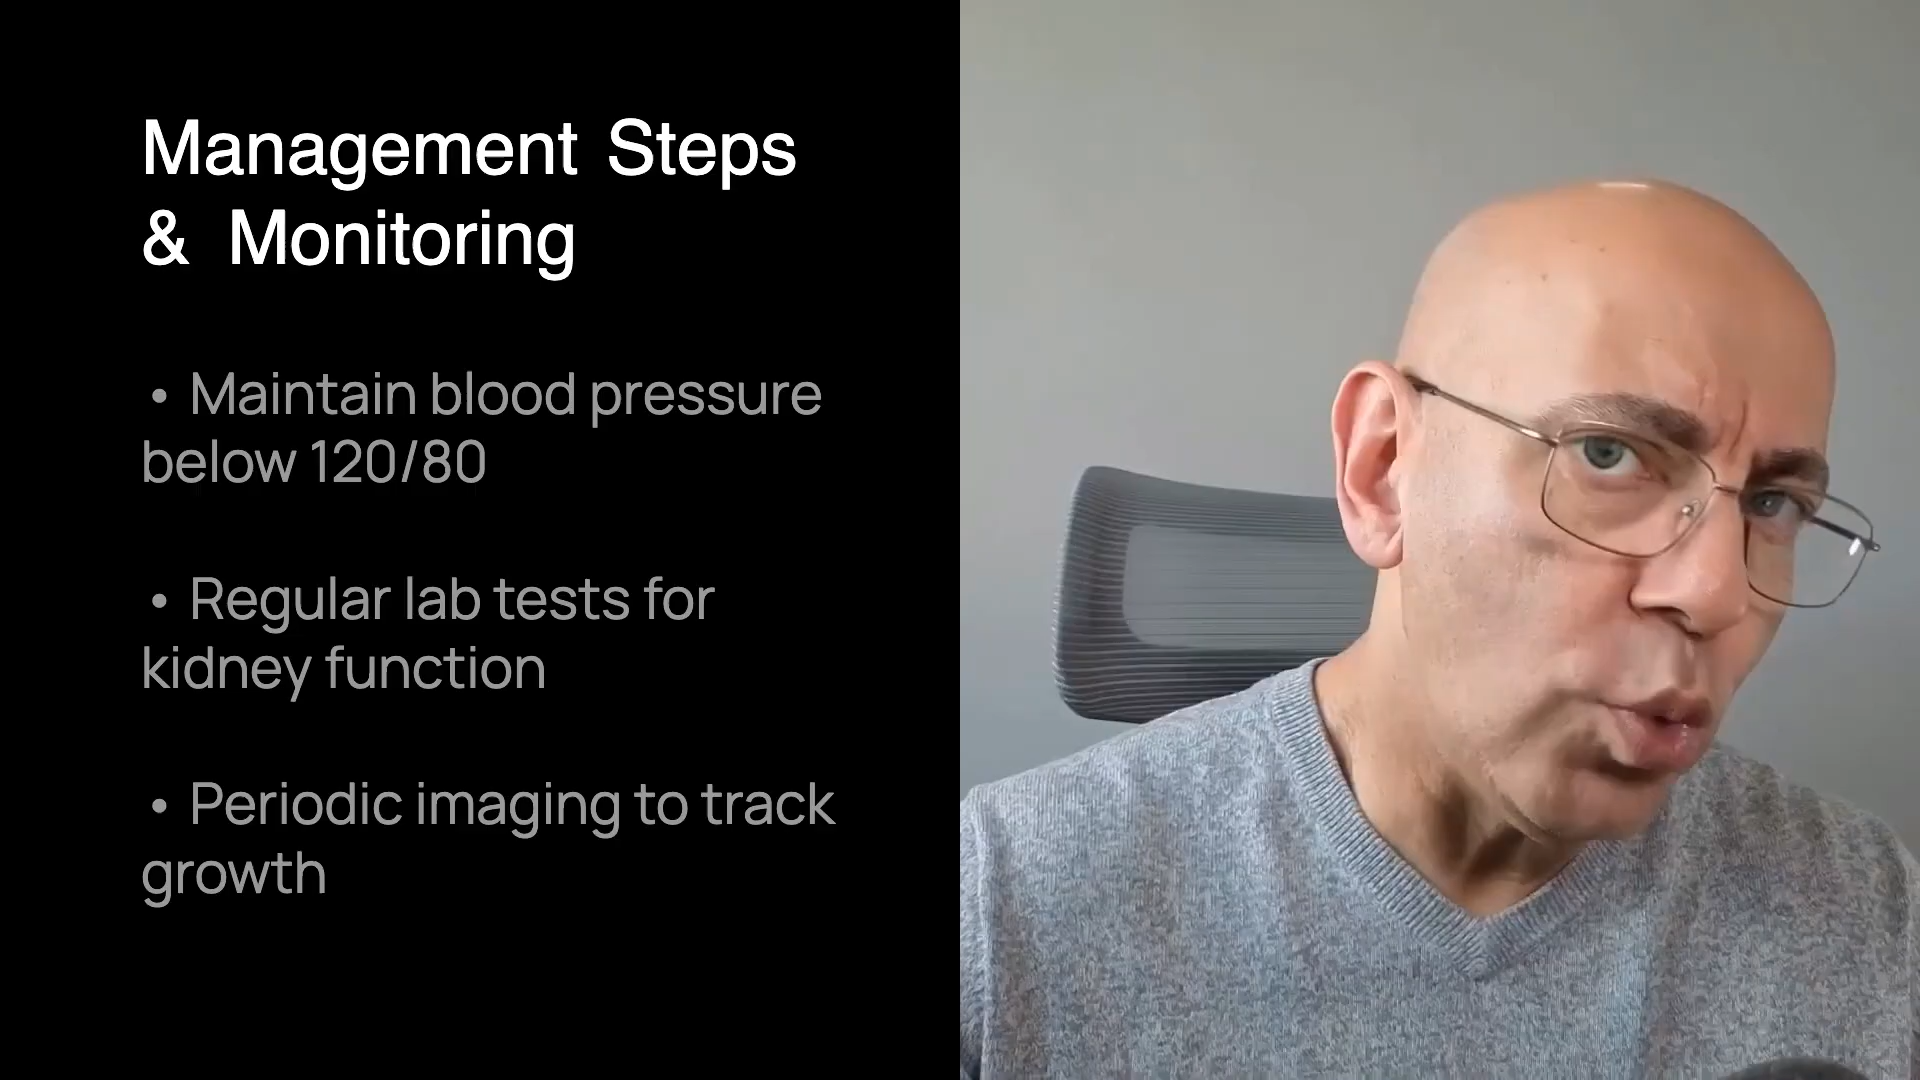 Management Steps
& Monitoring
• Maintain blood pressure
below 120/80
• Regular lab tests for
kidney function
• Periodic imaging to track
growth